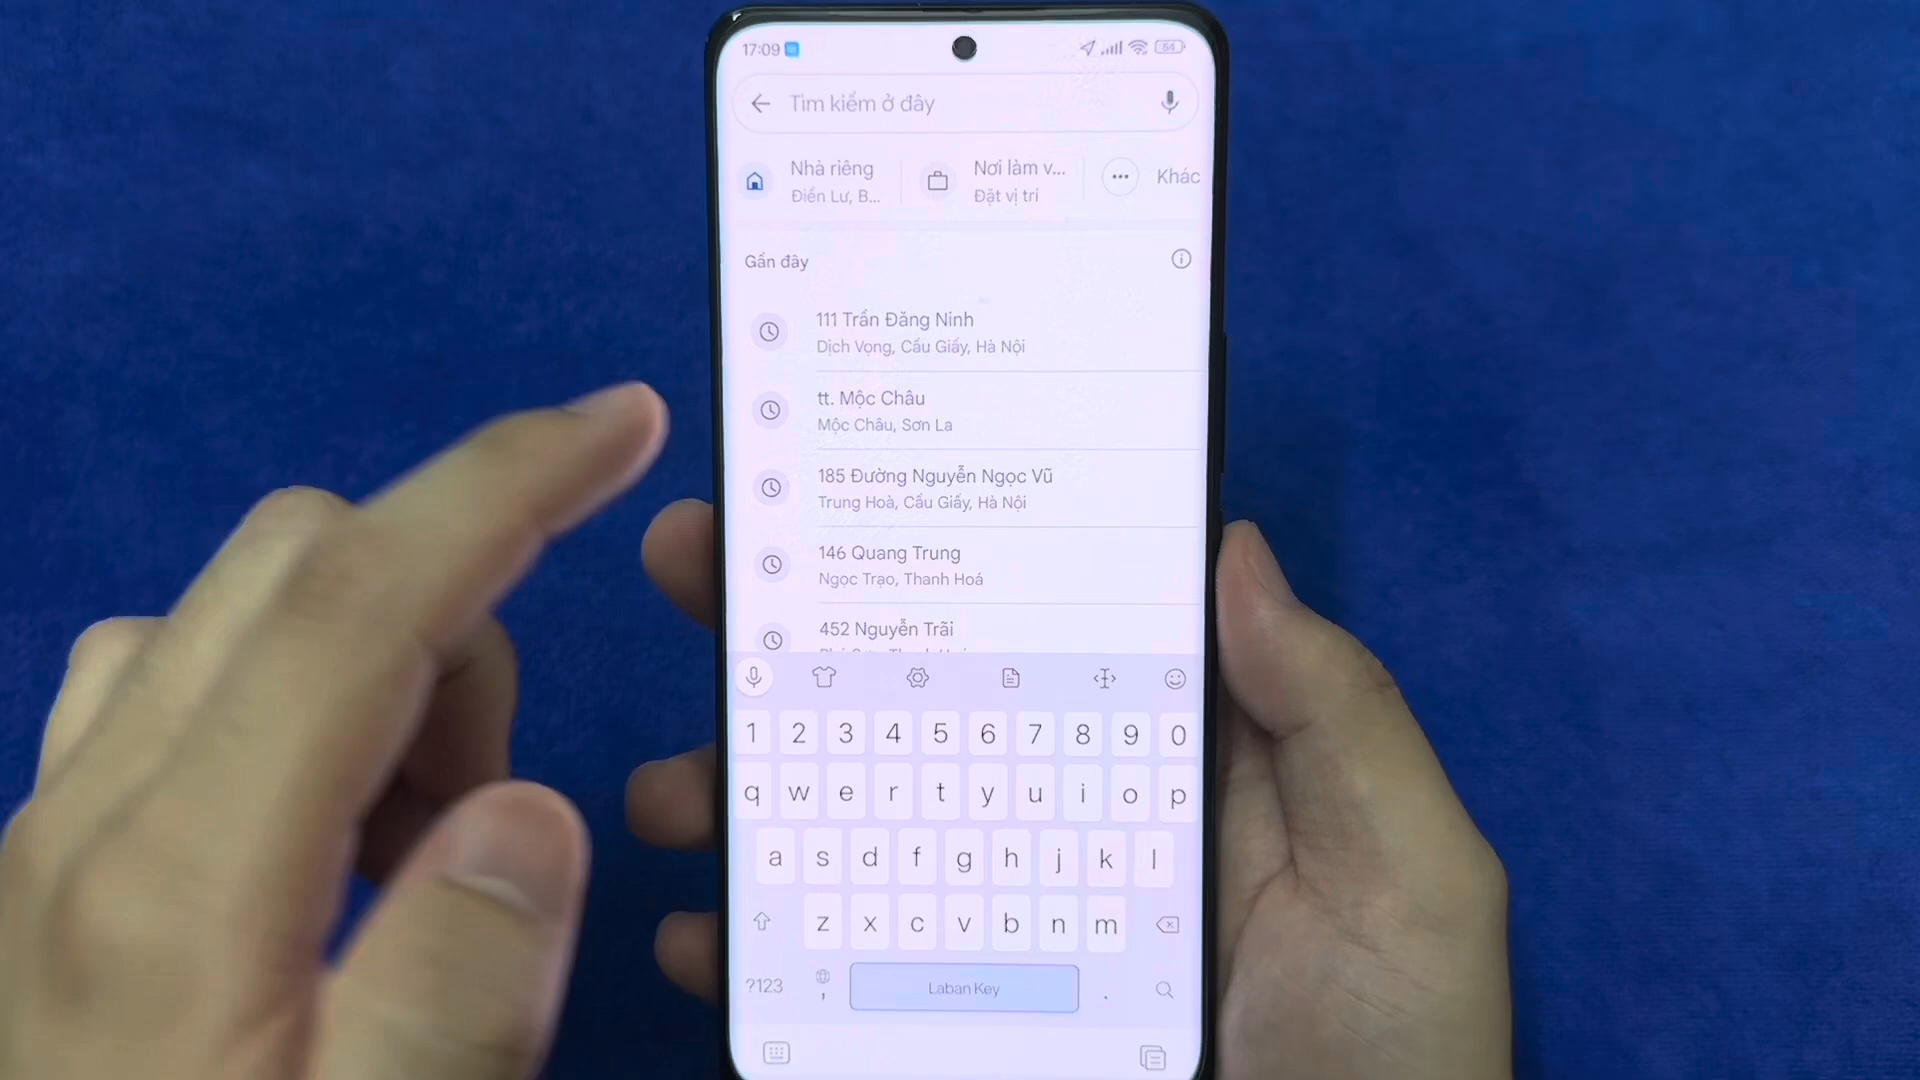 17:09
64
Tìm kiếm ở đây
Nhà riêng
Điền Lư, B...
Nơi làm v...
Đặt vị trí
Khác
Gần đây
111 Trần Đăng Ninh
Dịch Vọng, Cầu Giấy, Hà Nội
tt. Mộc Châu
Mộc Châu, Sơn La
185 Đường Nguyễn Ngọc Vũ
Trung Hoà, Cầu Giấy, Hà Nội
146 Quang Trung
Ngọc Trạo, Thanh Hoá
452 Nguyễn Trãi
1 2 3 4 5 6 7 8 9 0
q w e r t y u i o p
a s d f g h j k l
z x c v b n m
?123 , Laban Key .